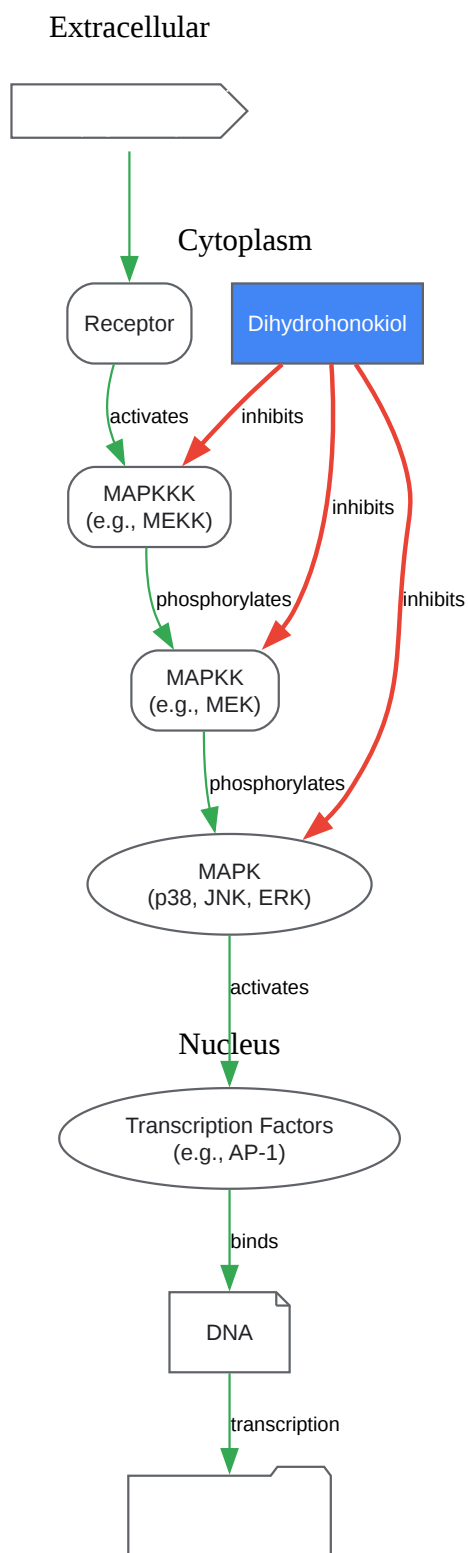 Extracellular
Cytoplasm
Receptor
Dihydrohonokiol
activates
inhibits
MAPKKK
(e.g., MEKK)
inhibits
phosphorylates
inhibits
MAPKK
(e.g., MEK)
phosphorylates
MAPK
(p38, JNK, ERK)
activates
Nucleus
Transcription Factors
(e.g., AP-1)
binds
DNA
transcription